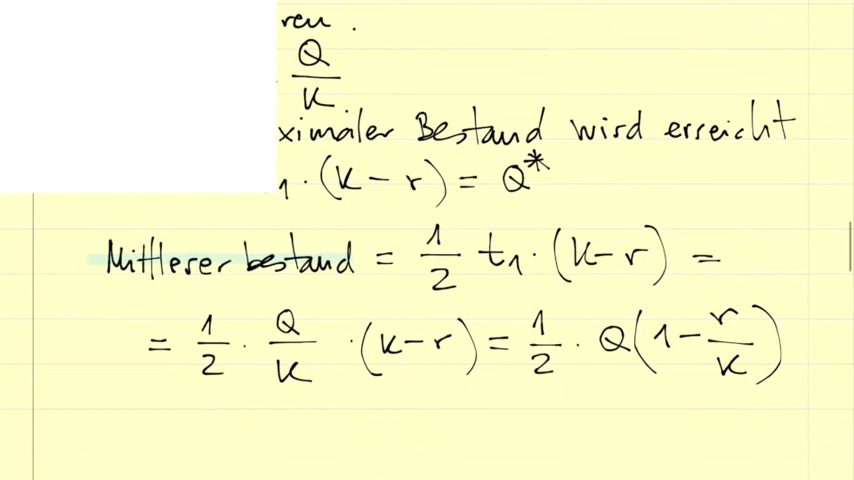 ren .
Q/k
ximaler Bestand wird erreicht
1 · (k − r) = Q*
Mittlerer bestand = 1/2 t₁ · (k − r) =
= 1/2 · Q/k · (k − r) = 1/2 · Q(1 − r/k)